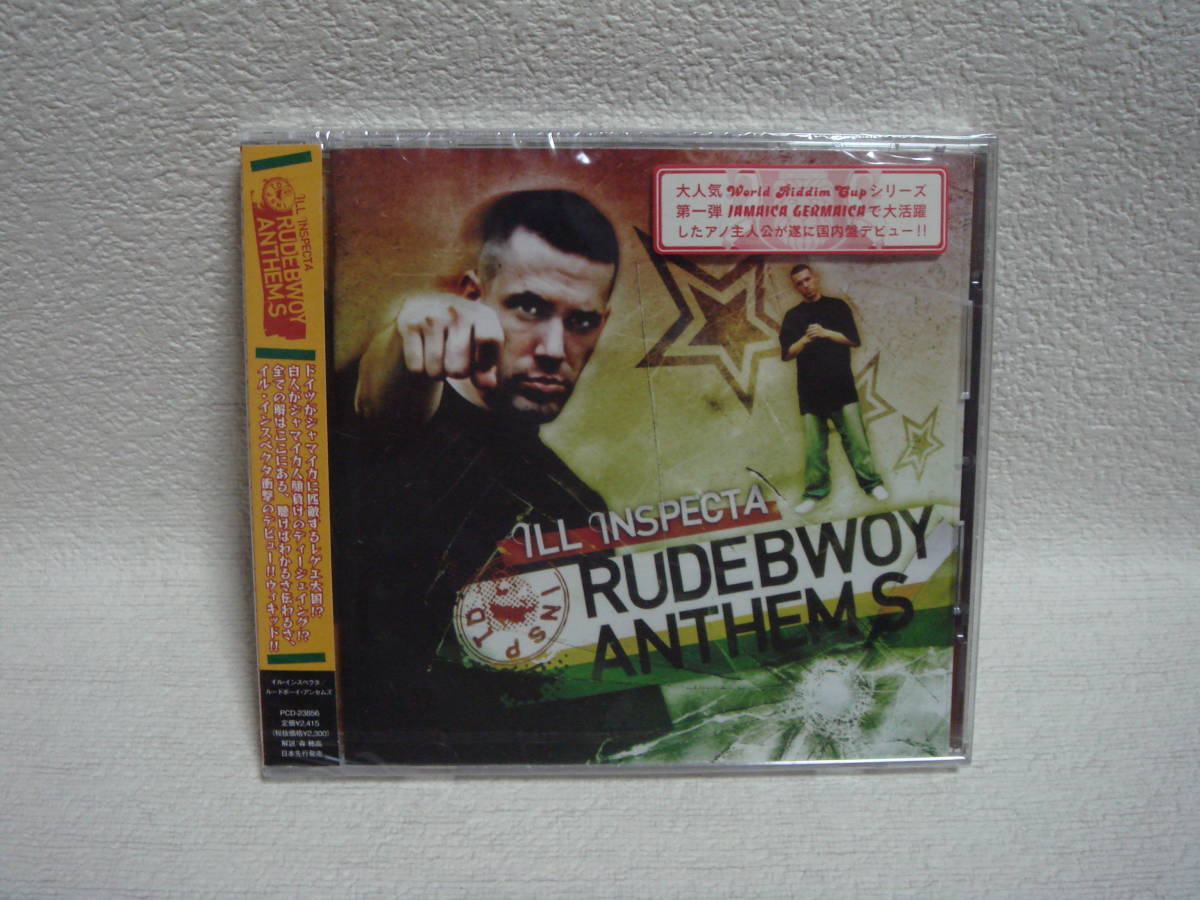 ILL INSPECTA
RUDEBWOY
ANTHEMS
ドイツがジャマイカに匹敵するレゲエ大国!?
白人がジャマイカ人顔負けのディージェイング!?
全ての解はここにある、聴けばわかるさ伝わるさ、
イル・インスペクタ衝撃のデビュー!!ウィキッド!!
イル・インスペクタ/
ルードボーイ・アンセムズ
PCD-23856
定価¥2,415
(税抜価格¥2,300)
解説/森 穂高
日本先行発売
大人気 World Riddim Cup シリーズ
第一弾 JAMAICA GERMAICA で大活躍
したアノ主人公が遂に国内盤デビュー!!
ILL INSPECTA
RUDEBWOY
ANTHEMS
INSP